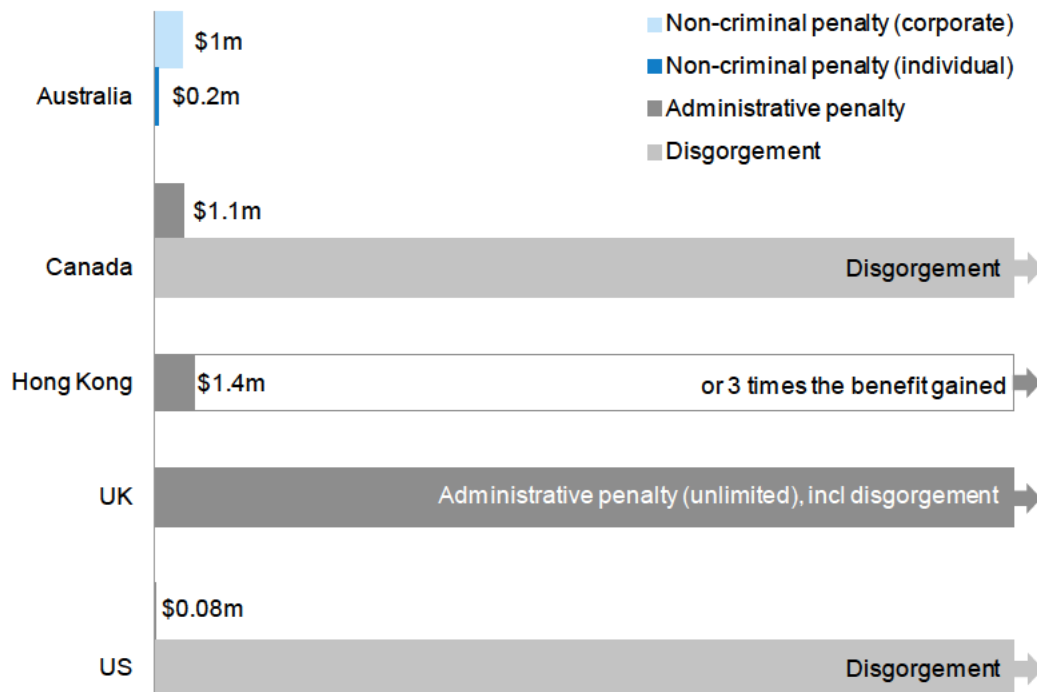 $1m
Non-criminal penalty (corporate)
Non-criminal penalty (individual)
Australia
$0.2m
Administrative penalty
Disgorgement
$1.1m
Canada
Disgorgement
Hong Kong
$1.4m
or 3 times the benefit gained
UK
Administrative penalty (unlimited), incl disgorgement
$0.08m
US
Disgorgement